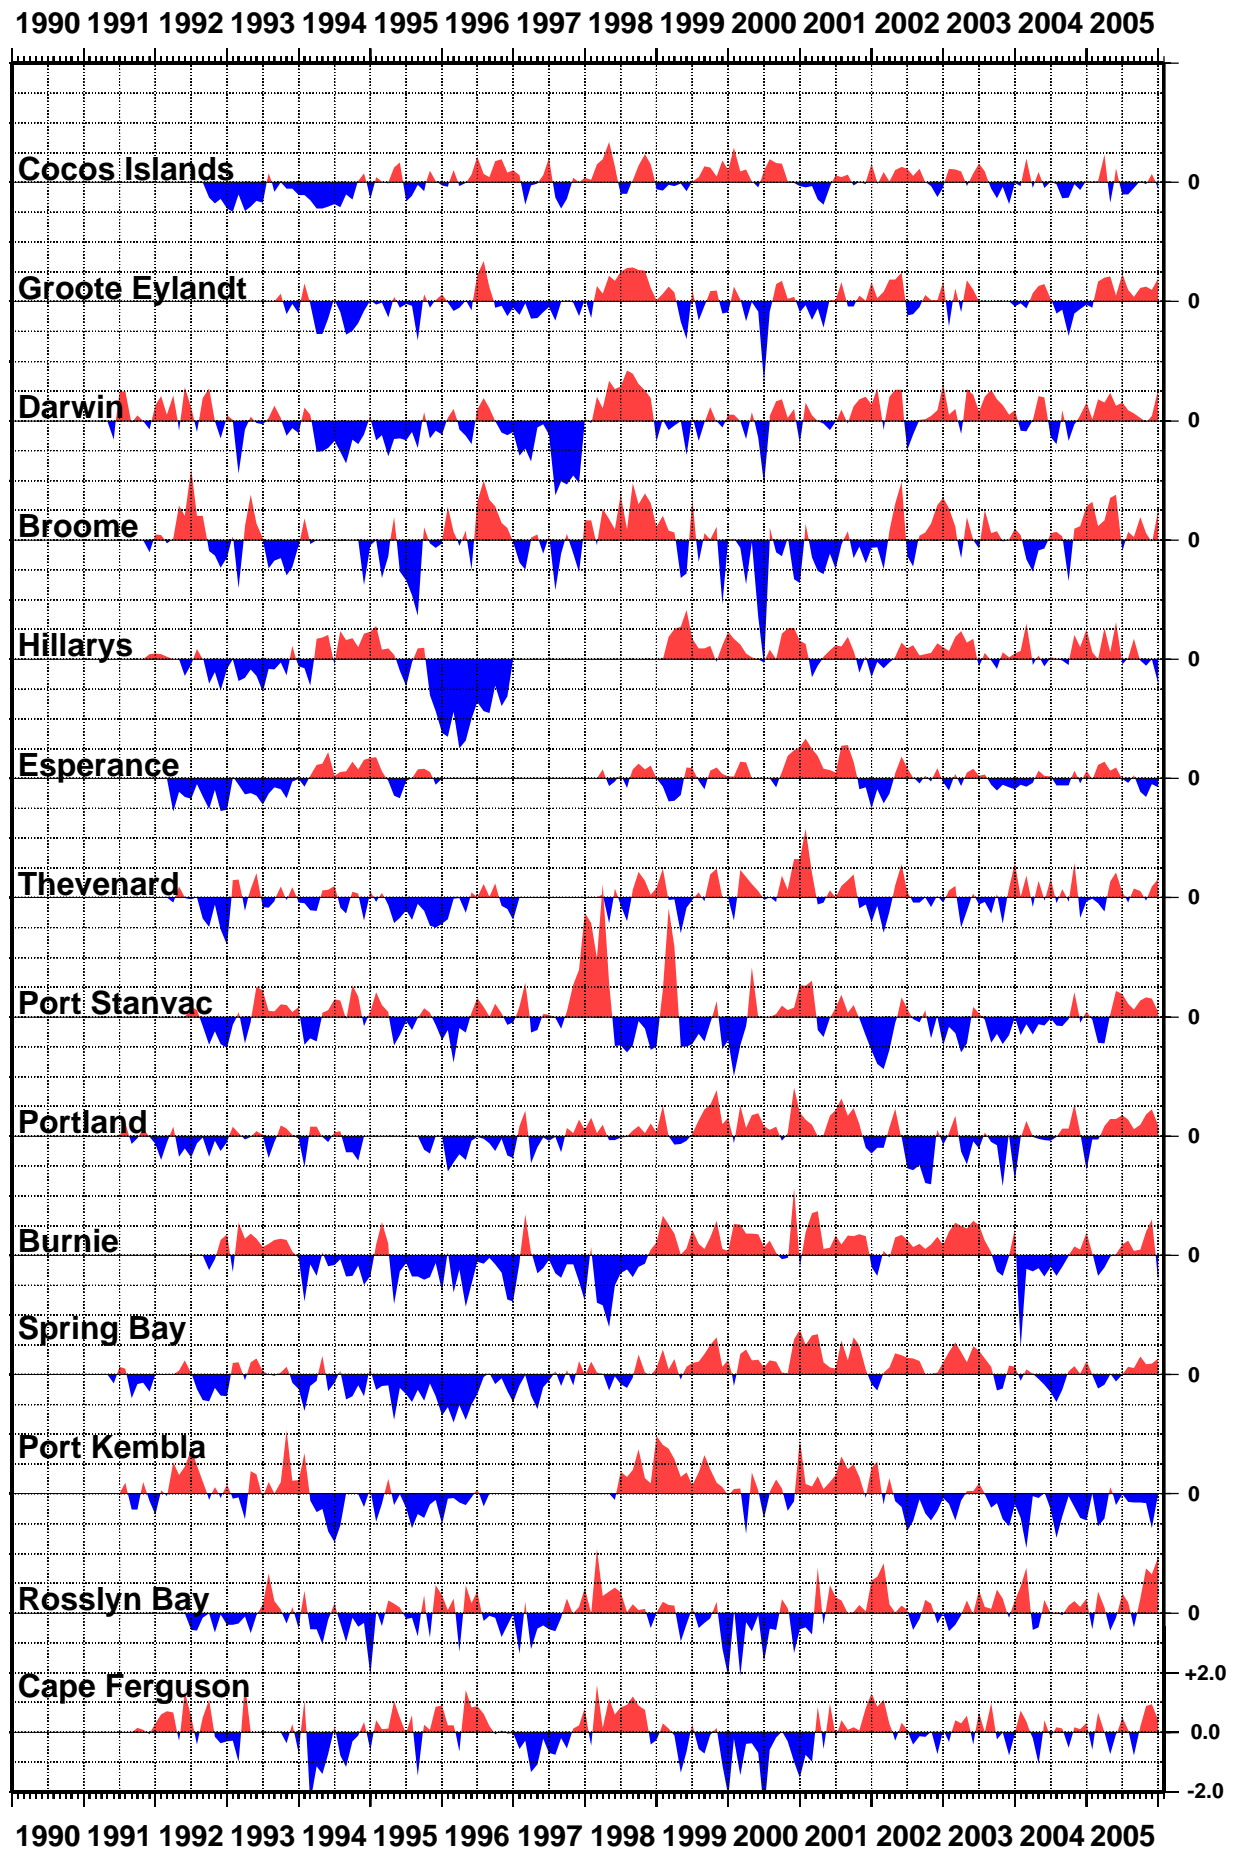 1990 1991 1992 1993 1994 1995 1996 1997 1998 1999 2000 2001 2002 2003 2004 2005
Cocos Islands 0
Groote Eylandt 0
Darwin 0
Broome 0
Hillarys 0
Esperance 0
Thevenard 0
Port Stanvac 0
Portland 0
Burnie 0
Spring Bay 0
Port Kembla 0
Rosslyn Bay 0
+2.0
Cape Ferguson
0.0
-2.0
1990 1991 1992 1993 1994 1995 1996 1997 1998 1999 2000 2001 2002 2003 2004 2005